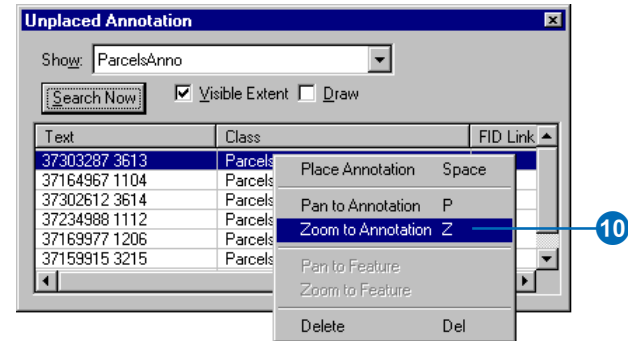 Unplaced Annotation
Show: ParcelsAnno
Search Now Visible Extent Draw
Text Class FID Link
37303287 3613 Parcels
37164967 1104 Parcels
37302612 3614 Parcels
37234988 1112 Parcels
37169977 1206 Parcels
37159915 3215 Parcels
Place Annotation Space
Pan to Annotation P
Zoom to Annotation Z
10
Pan to Feature
Zoom to Feature
Delete Del